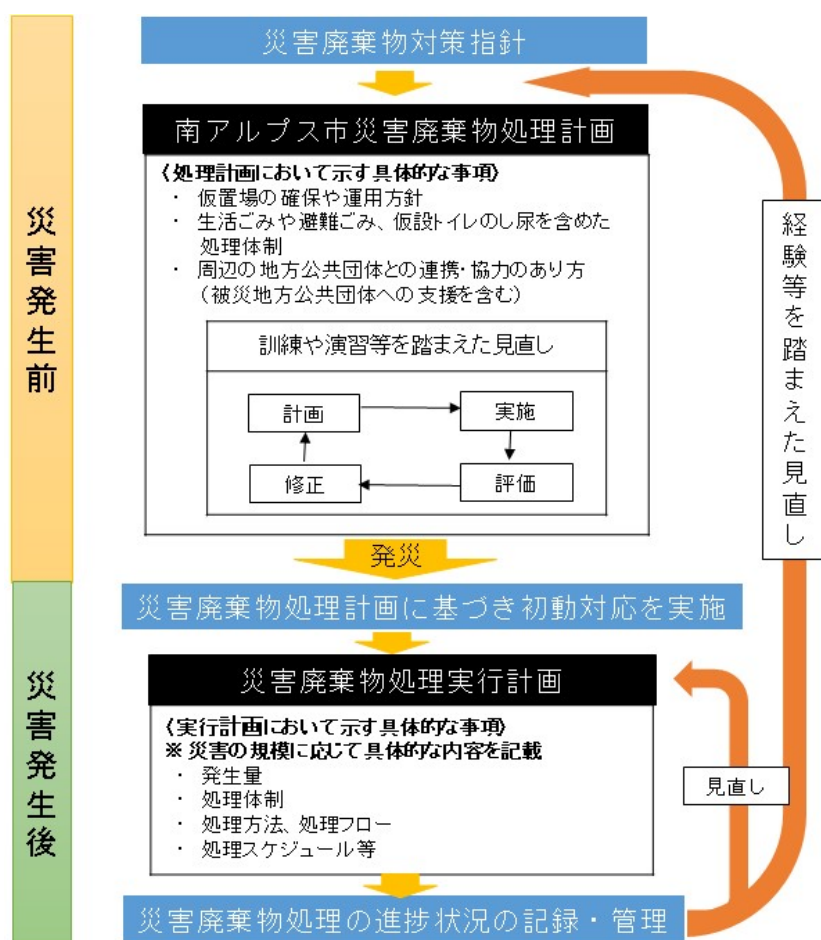 災害廃棄物対策指針
災害発生前
南アルプス市災害廃棄物処理計画
《処理計画において示す具体的な事項》
・ 仮置場の確保や運用方針
・ 生活ごみや避難ごみ、仮設トイレのし尿を含めた
処理体制
・ 周辺の地方公共団体との連携・協力のあり方
（被災地方公共団体への支援を含む）
訓練や演習等を踏まえた見直し
計画
実施
修正
評価
経験等を踏まえた見直し
発災
災害発生後
災害廃棄物処理計画に基づき初動対応を実施
災害廃棄物処理実行計画
《実行計画において示す具体的な事項》
※ 災害の規模に応じて具体的な内容を記載
・ 発生量
・ 処理体制
・ 処理方法、処理フロー
・ 処理スケジュール等
見直し
災害廃棄物処理の進捗状況の記録・管理